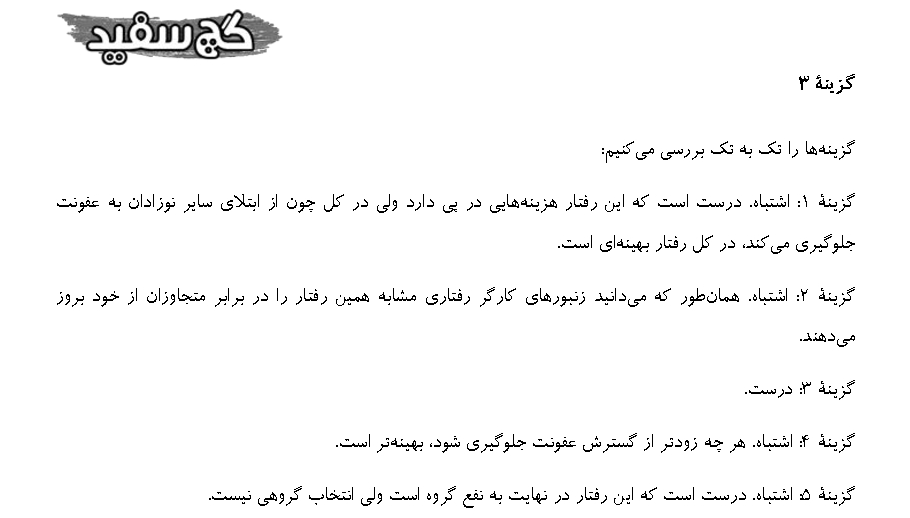 گچ سفید
گزینهٔ ۳
گزینه‌ها را تک به تک بررسی می‌کنیم:
گزینهٔ ۱: اشتباه. درست است که این رفتار هزینه‌هایی در پی دارد ولی در کل چون از ابتلای سایر نوزادان به عفونت
جلوگیری می‌کند، در کل رفتار بهینه‌ای است.
گزینهٔ ۲: اشتباه. همان‌طور که می‌دانید زنبورهای کارگر رفتاری مشابه همین رفتار را در برابر متجاوزان از خود بروز
می‌دهند.
گزینهٔ ۳: درست.
گزینهٔ ۴: اشتباه. هر چه زودتر از گسترش عفونت جلوگیری شود، بهینه‌تر است.
گزینهٔ ۵: اشتباه. درست است که این رفتار در نهایت به نفع گروه است ولی انتخاب گروهی نیست.